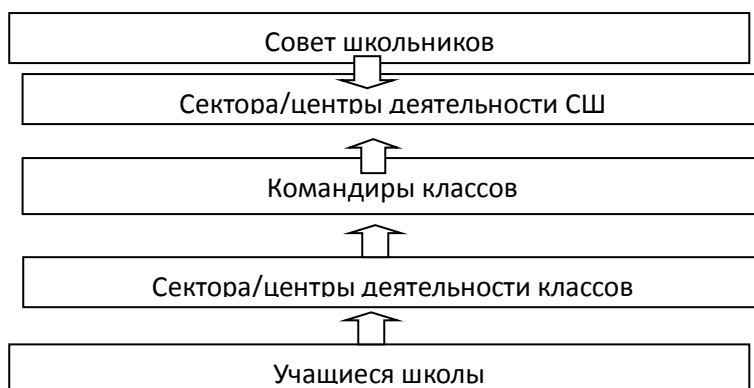 Совет школьников
Сектора/центры деятельности СШ
Командиры классов
Сектора/центры деятельности классов
Учащиеся школы